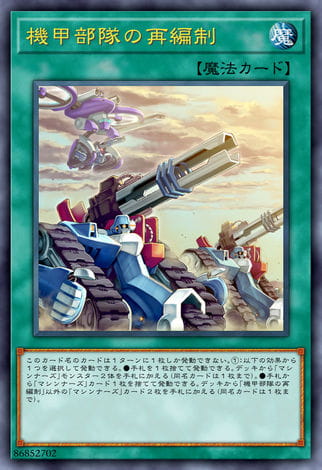 機甲部隊の再編制
魔
【魔法カード】
このカード名のカードは1ターンに1枚しか発動できない。①:以下の効果から
1つを選択して発動できる。●手札を1枚捨てて発動できる。デッキから「マ
シンナーズ」モンスター2体を手札に加える(同名カードは1枚まで)。●手札か
ら「マシンナーズ」カード1枚を捨てて発動できる。デッキから「機甲部隊の再
編制」以外の「マシンナーズ」カード2枚を手札に加える(同名カードは1枚まで)。
86852702